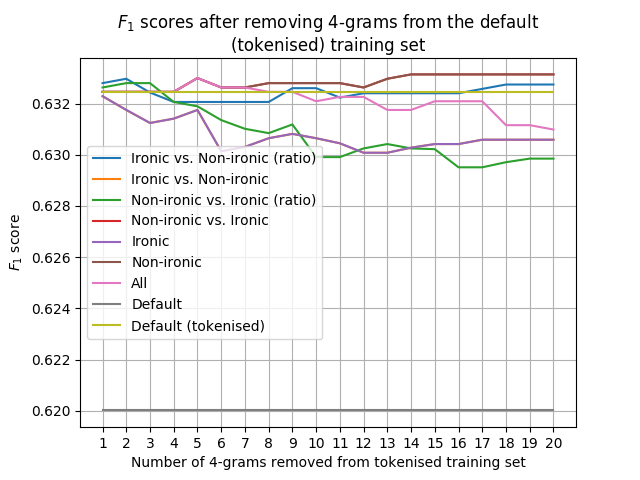 F₁ scores after removing 4-grams from the default
(tokenised) training set
F₁ score
0.632
0.630
0.628
0.626
0.624
0.622
0.620
Ironic vs. Non-ironic (ratio)
Ironic vs. Non-ironic
Non-ironic vs. Ironic (ratio)
Non-ironic vs. Ironic
Ironic
Non-ironic
All
Default
Default (tokenised)
1 2 3 4 5 6 7 8 9 10 11 12 13 14 15 16 17 18 19 20
Number of 4-grams removed from tokenised training set